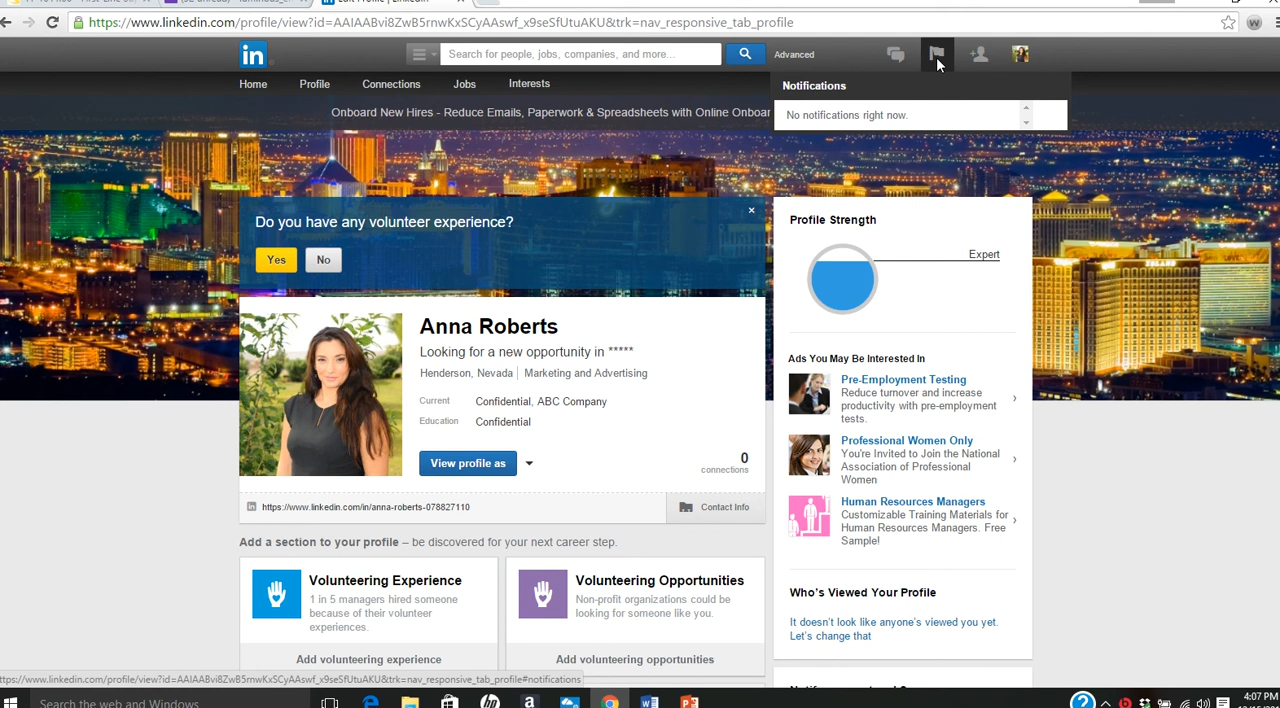 https://www.linkedin.com/profile/view?id=AAIAABvi8ZwB5rnwKxSCyAAswf_x9seSfUtuAKU&trk=nav_responsive_tab_profile
in
Search for people, jobs, companies, and more...
Advanced
Home
Profile
Connections
Jobs
Interests
Notifications
No notifications right now.
Onboard New Hires - Reduce Emails, Paperwork & Spreadsheets with Online Onboar
Do you have any volunteer experience?
Yes
No
Anna Roberts
Looking for a new opportunity in *****
Henderson, Nevada | Marketing and Advertising
Current Confidential, ABC Company
Education Confidential
View profile as
0
connections
https://www.linkedin.com/in/anna-roberts-078827110
Contact Info
Add a section to your profile – be discovered for your next career step.
Volunteering Experience
1 in 5 managers hired someone
because of their volunteer
experiences.
Add volunteering experience
Volunteering Opportunities
Non-profit organizations could be
looking for someone like you.
Add volunteering opportunities
Profile Strength
Expert
Ads You May Be Interested In
Pre-Employment Testing
Reduce turnover and increase
productivity with pre-employment
tests.
Professional Women Only
You're Invited to Join the National
Association of Professional
Women
Human Resources Managers
Customizable Training Materials for
Human Resources Managers. Free
Sample!
Who's Viewed Your Profile
It doesn't look like anyone's viewed you yet.
Let's change that
ttps://www.linkedin.com/profile/view?id=AAIAABvi8ZwB5rnwKxSCyAAswf_x9seSfUtuAKU&trk=nav_responsive_tab_profile#notifications
Search the web and Windows
4:07 PM